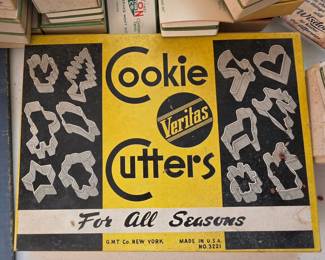 Cookie
Veritas
Cutters
For All Seasons
G.M.T. Co. NEW YORK MADE IN U.S.A.
NO. 3221